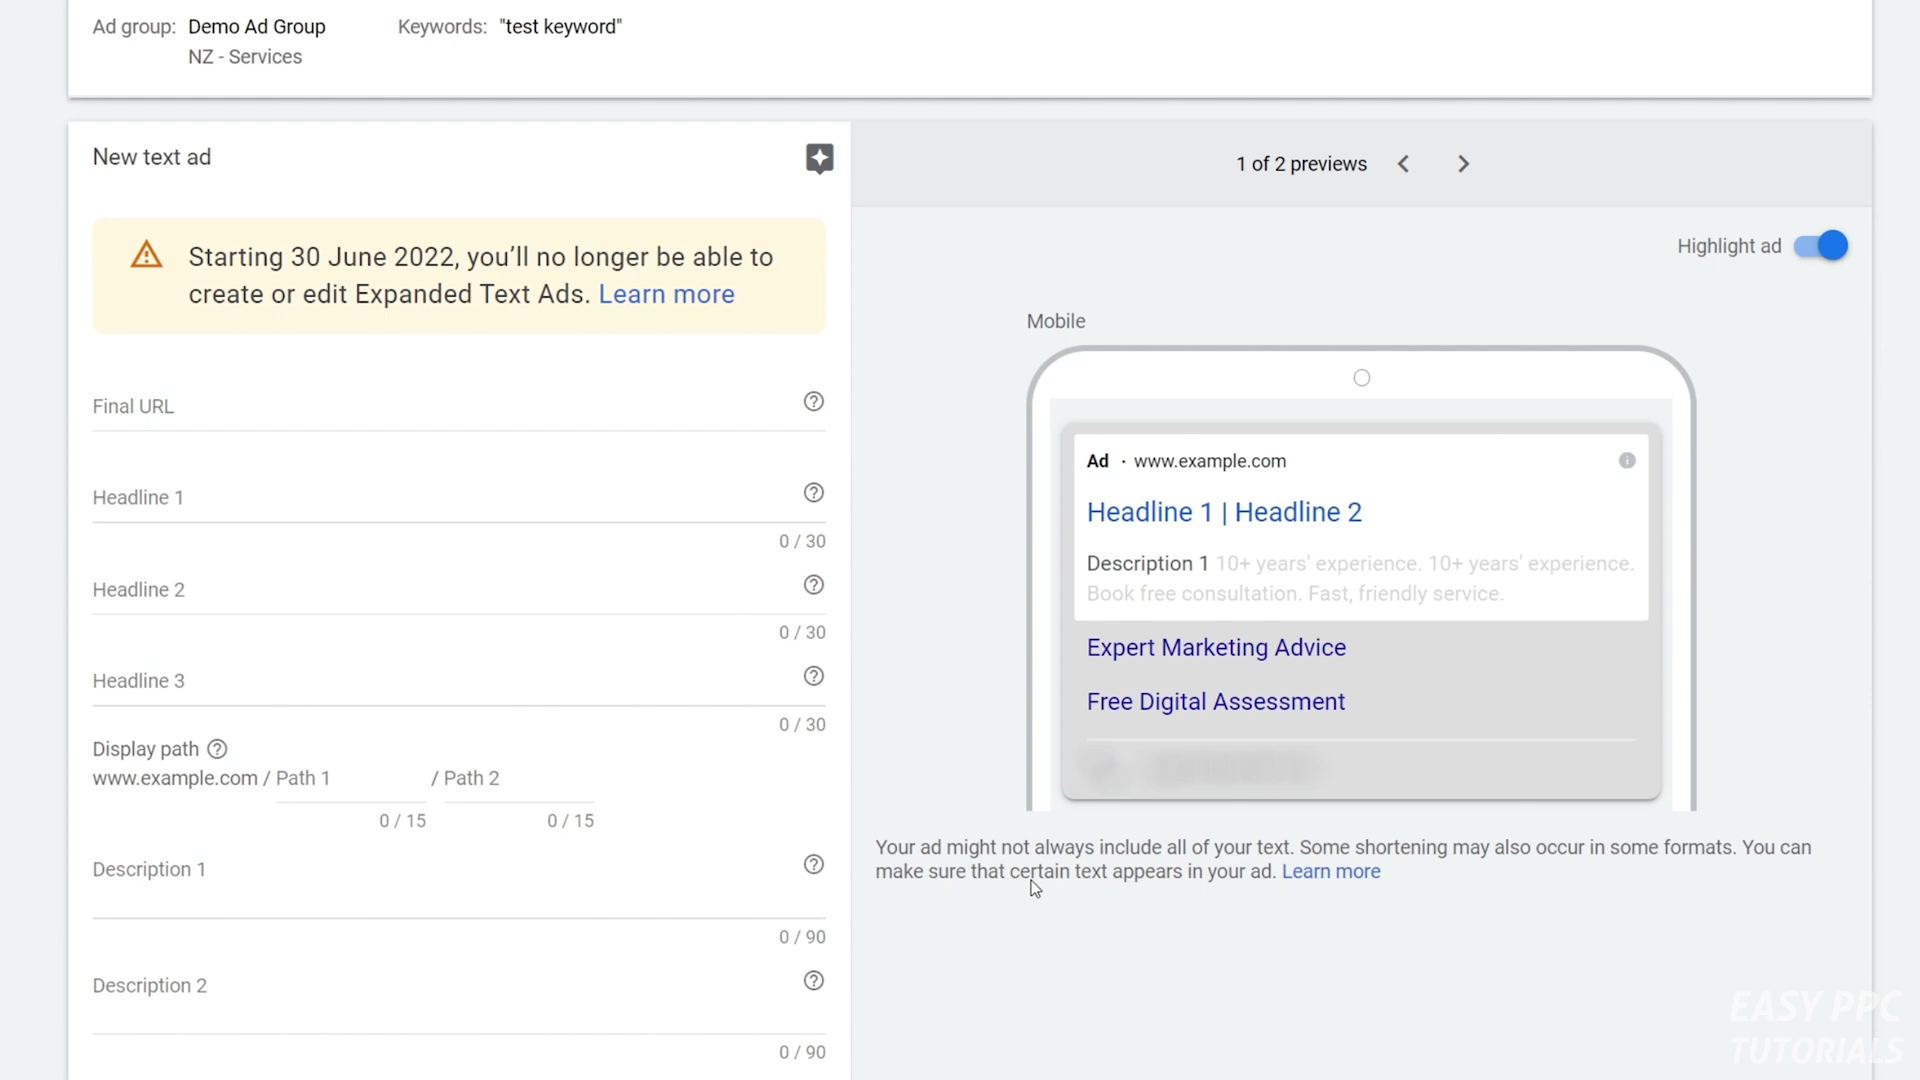 Ad group: Demo Ad Group Keywords: "test keyword"
NZ - Services
New text ad
Starting 30 June 2022, you’ll no longer be able to
create or edit Expanded Text Ads. Learn more
Final URL
Headline 1
0 / 30
Headline 2
0 / 30
Headline 3
0 / 30
Display path
www.example.com / Path 1 / Path 2
0 / 15 0 / 15
Description 1
0 / 90
Description 2
0 / 90
1 of 2 previews
Highlight ad
Mobile
Ad · www.example.com
Headline 1 | Headline 2
Description 1 10+ years' experience. 10+ years' experience.
Book free consultation. Fast, friendly service.
Expert Marketing Advice
Free Digital Assessment
Your ad might not always include all of your text. Some shortening may also occur in some formats. You can
make sure that certain text appears in your ad. Learn more
EASY PPC
TUTORIALS